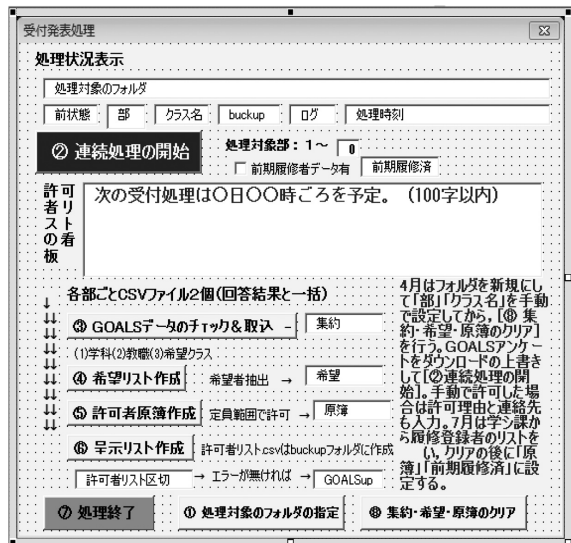 受付発表処理
処理状況表示
処理対象のフォルダ
前状態 部 クラス名 buckup ログ 処理時刻
② 連続処理の開始
処理対象部：1～ 0
前期履修者データ有 前期履修済
許可者リストの看板
次の受付処理は〇日〇〇時ごろを予定。（100字以内）
各部ごとCSVファイル2個(回答結果と一括)
③ GOALSデータのチェック&取込 → 集約
(1)学科(2)教職(3)希望クラス
④ 希望リスト作成 希望者抽出 → 希望
⑤ 許可者原簿作成 定員範囲で許可 → 原簿
⑥ 呈示リスト作成 許可者リスト.csvはbuckupフォルダに作成
許可者リスト区切 → エラーが無ければ → GOALSup
4月はフォルダを新規にし
て｢部｣｢クラス名｣を手動
で設定してから，[⑧ 集
約・希望・原簿のクリア]
を行う。GOALSアンケー
トをダウンロードの上書き
して[②連続処理の開
始]。手動で許可した場
合は許可理由と連絡先
も入力。7月は学シ課か
ら履修登録者のリストを
い，クリアの後に｢原
簿｣｢前期履修済｣に設
定する。
⑦ 処理終了 ① 処理対象のフォルダの指定 ⑧ 集約・希望・原簿のクリア